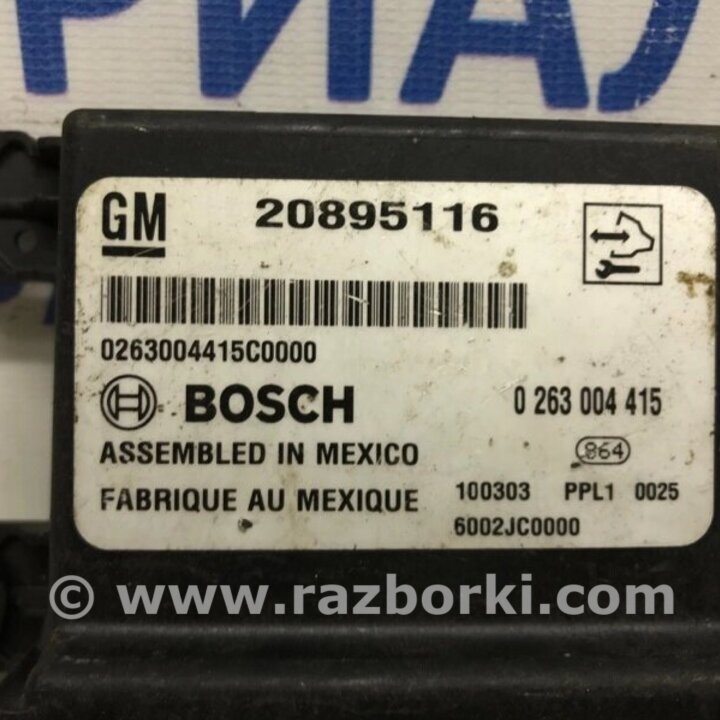 РИАЛ
GM 20895116
0263004415C0000
BOSCH 0 263 004 415
ASSEMBLED IN MEXICO 864
FABRIQUE AU MEXIQUE 100303 PPL1 0025
6002JC0000
© www.razborki.com